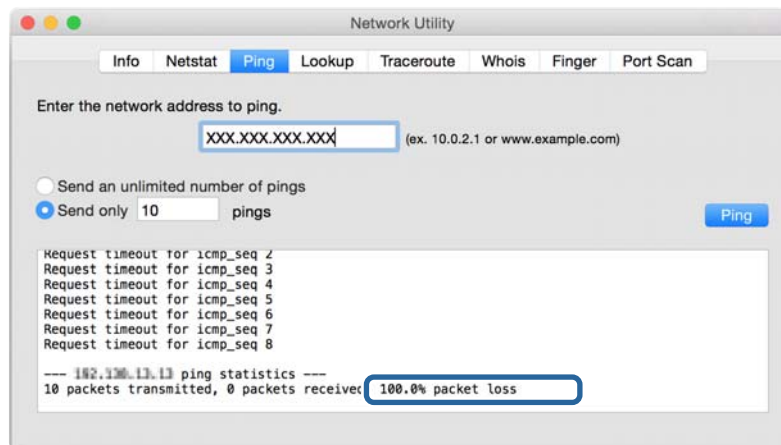 Network Utility
Info Netstat Ping Lookup Traceroute Whois Finger Port Scan
Enter the network address to ping.
XXX.XXX.XXX.XXX (ex. 10.0.2.1 or www.example.com)
Send an unlimited number of pings
Send only 10 pings
Ping
Request timeout for icmp_seq 2
Request timeout for icmp_seq 3
Request timeout for icmp_seq 4
Request timeout for icmp_seq 5
Request timeout for icmp_seq 6
Request timeout for icmp_seq 7
Request timeout for icmp_seq 8
--- ping statistics ---
10 packets transmitted, 0 packets received 100.0% packet loss